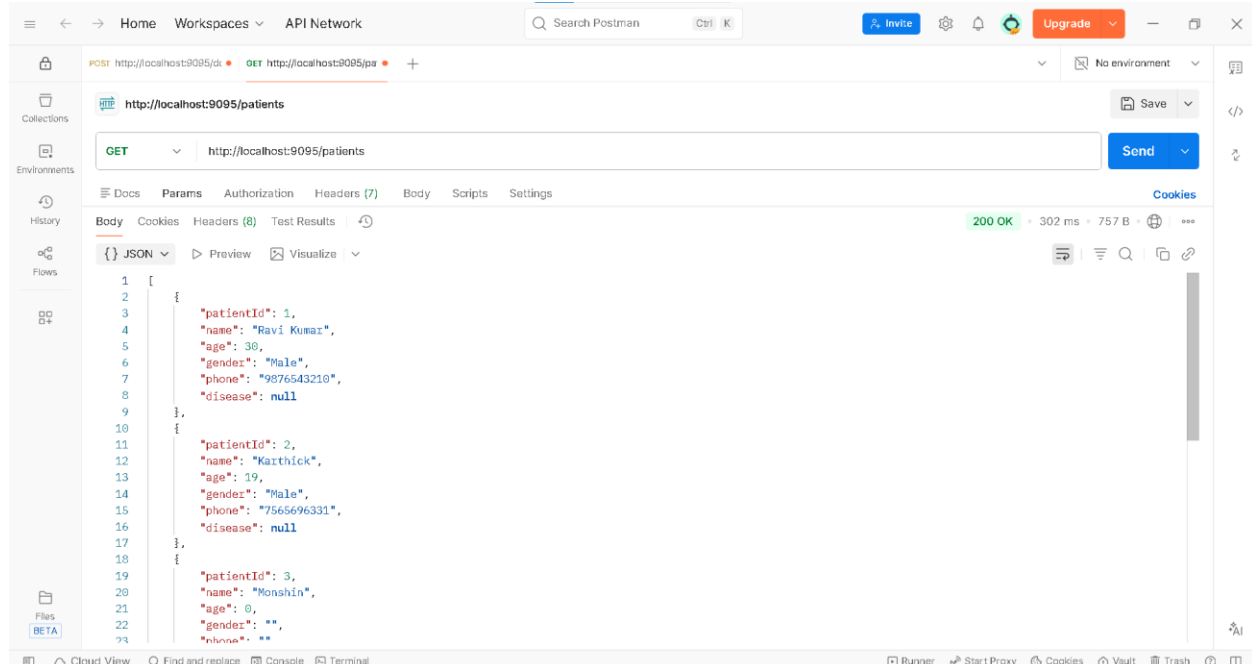 Home Workspaces API Network Search Postman Ctrl K Invite Upgrade
POST http://localhost:9095/dc GET http://localhost:9095/pa No environment
HTTP http://localhost:9095/patients Save
Collections
GET http://localhost:9095/patients Send
Environments
Docs Params Authorization Headers (7) Body Scripts Settings Cookies
History
Body Cookies Headers (8) Test Results 200 OK 302 ms 757 B
{} JSON Preview Visualize
Flows
1 [
2 {
3 "patientId": 1,
4 "name": "Ravi Kumar",
5 "age": 30,
6 "gender": "Male",
7 "phone": "9876543210",
8 "disease": null
9 },
10 {
11 "patientId": 2,
12 "name": "Karthick",
13 "age": 19,
14 "gender": "Male",
15 "phone": "7565696331",
16 "disease": null
17 },
18 {
19 "patientId": 3,
20 "name": "Monshin",
21 "age": 0,
22 "gender": "",
23 "phone": ""
Files
BETA
AI
Cloud View Find and replace Console Terminal Runner Start Proxy Cookies Vault Trash